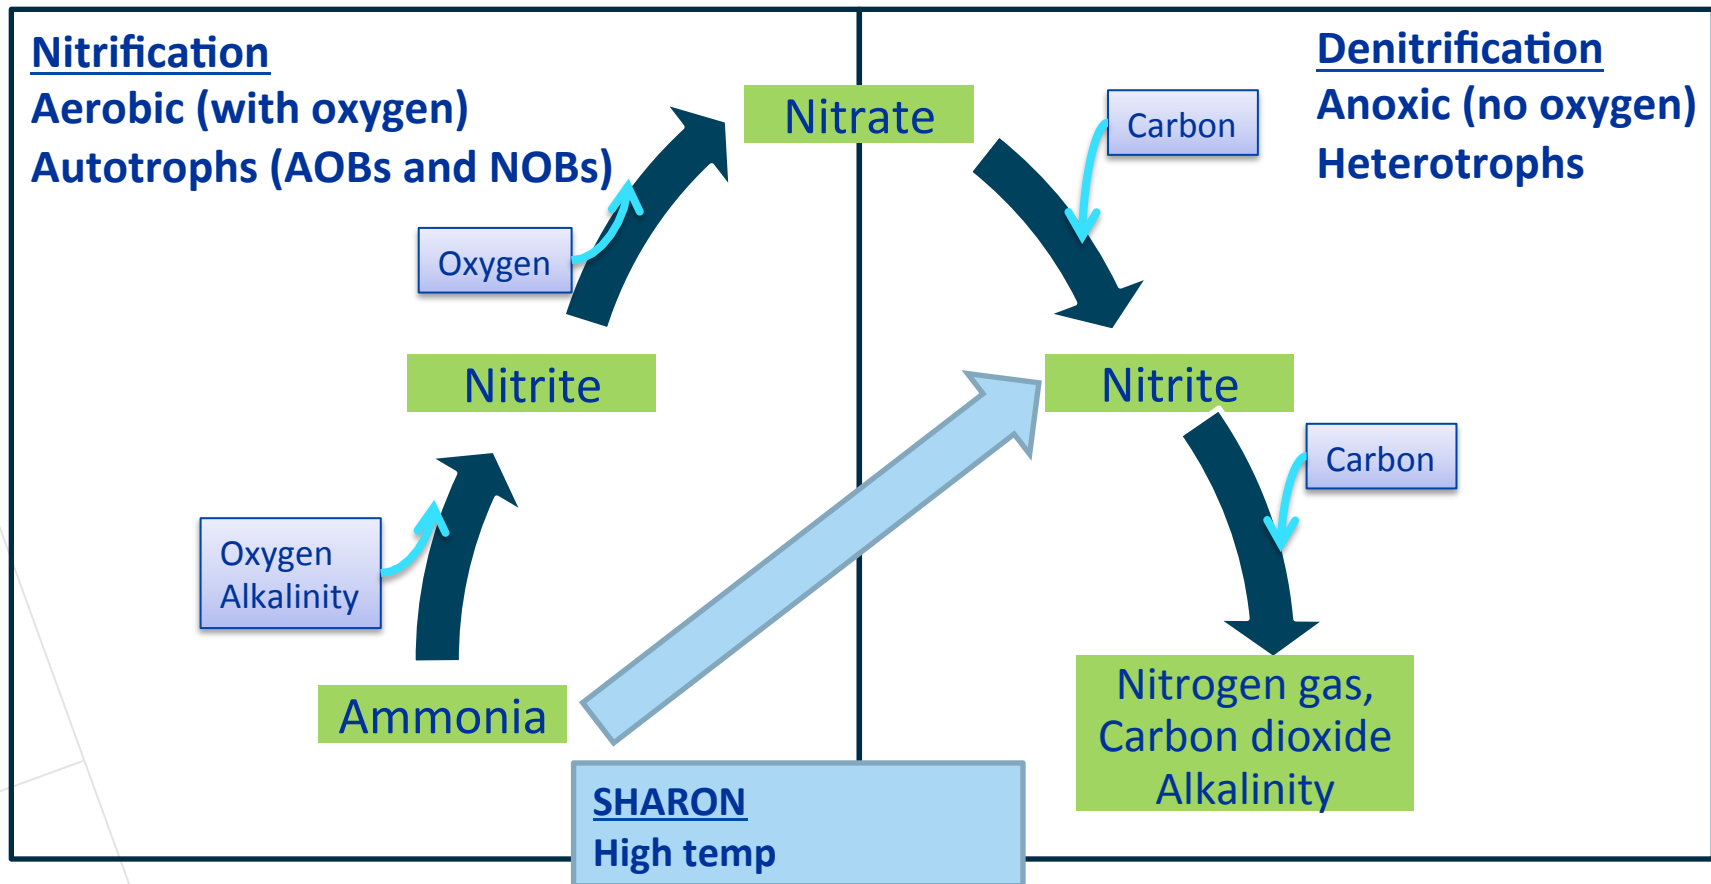 Nitrification
Aerobic (with oxygen)
Autotrophs (AOBs and NOBs)
Denitrification
Anoxic (no oxygen)
Heterotrophs
Nitrate
Carbon
Oxygen
Nitrite
Nitrite
Carbon
Oxygen
Alkalinity
Ammonia
Nitrogen gas,
Carbon dioxide
Alkalinity
SHARON
High temp